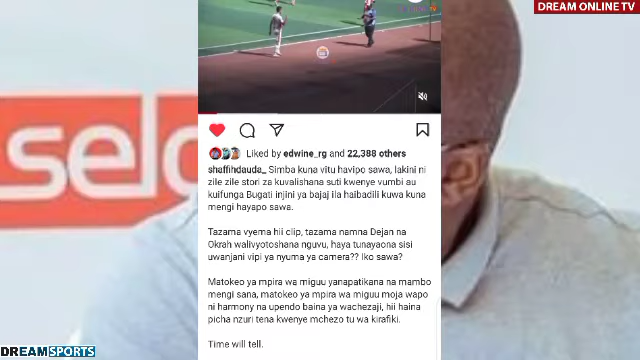 DREAM ONLINE TV
selc
Liked by edwine_rg and 22,388 others
shaffihdauda_ Simba kuna vitu havipo sawa, lakini ni
zile zile stori za kuvalishana suti kwenye vumbi au
kuifunga Bugati injini ya bajaj ila haibadili kuwa kuna
mengi hayapo sawa.
Tazama vyema hii clip, tazama namna Dejan na
Okrah walivyotoshana nguvu, haya tunayaona sisi
uwanjani vipi ya nyuma ya camera?? Iko sawa?
Matokeo ya mpira wa miguu yanapatikana na mambo
mengi sana, matokeo ya mpira wa miguu moja wapo
ni harmony na upendo baina ya wachezaji, hii haina
picha nzuri tena kwenye mchezo tu wa kirafiki.
Time will tell.
DREAMSPORTS